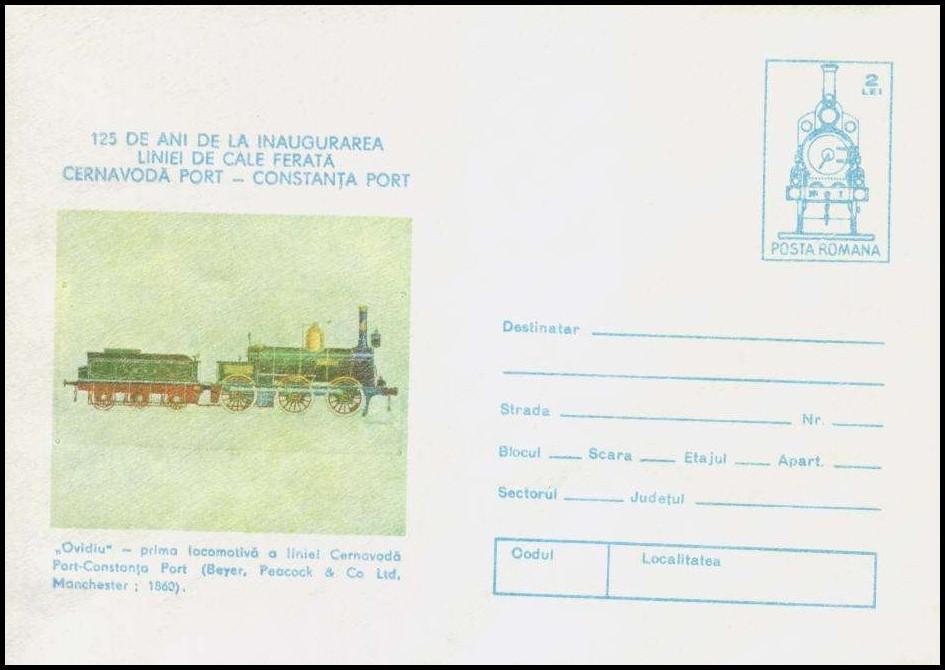 125 DE ANI DE LA INAUGURAREA
LINIEI DE CALE FERATĂ
CERNAVODĂ PORT – CONSTANȚA PORT
„Ovidiu" – prima locomotivă a liniei Cernavodă
Port-Constanța Port (Beyer, Peacock & Co Ltd,
Manchester ; 1860).
2
LEI
No 1
POSTA ROMANA
Destinatar
Strada Nr.
Blocul Scara Etajul Apart.
Sectorul Județul
Codul Localitatea